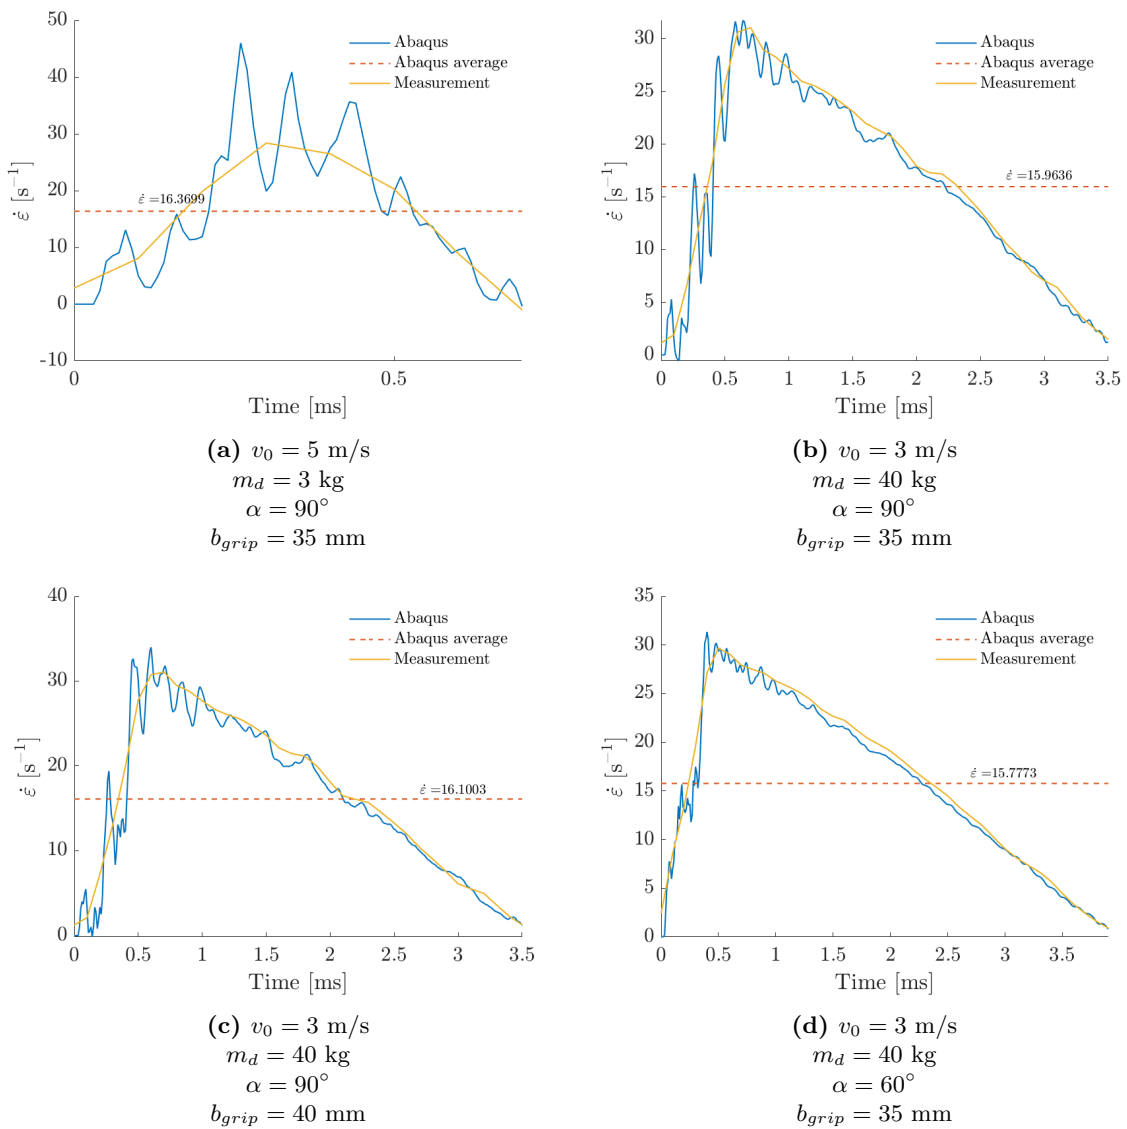 50
40
30
20
10
0
-10
ε̇ [s⁻¹]
Abaqus
Abaqus average
Measurement
ε̇ =16.3699
0 0.5
Time [ms]
(a) v₀ = 5 m/s
m_d = 3 kg
α = 90°
b_grip = 35 mm
30
25
20
15
10
5
0
ε̇ [s⁻¹]
Abaqus
Abaqus average
Measurement
ε̇ =15.9636
0 0.5 1 1.5 2 2.5 3 3.5
Time [ms]
(b) v₀ = 3 m/s
m_d = 40 kg
α = 90°
b_grip = 35 mm
40
30
20
10
0
ε̇ [s⁻¹]
Abaqus
Abaqus average
Measurement
ε̇ =16.1003
0 0.5 1 1.5 2 2.5 3 3.5
Time [ms]
(c) v₀ = 3 m/s
m_d = 40 kg
α = 90°
b_grip = 40 mm
35
30
25
20
15
10
5
0
ε̇ [s⁻¹]
Abaqus
Abaqus average
Measurement
ε̇ =15.7773
0 0.5 1 1.5 2 2.5 3 3.5
Time [ms]
(d) v₀ = 3 m/s
m_d = 40 kg
α = 60°
b_grip = 35 mm